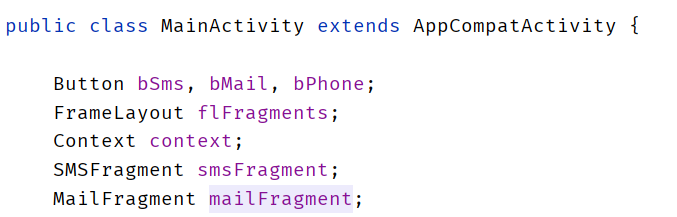 public class MainActivity extends AppCompatActivity {
Button bSms, bMail, bPhone;
FrameLayout flFragments;
Context context;
SMSFragment smsFragment;
MailFragment mailFragment;